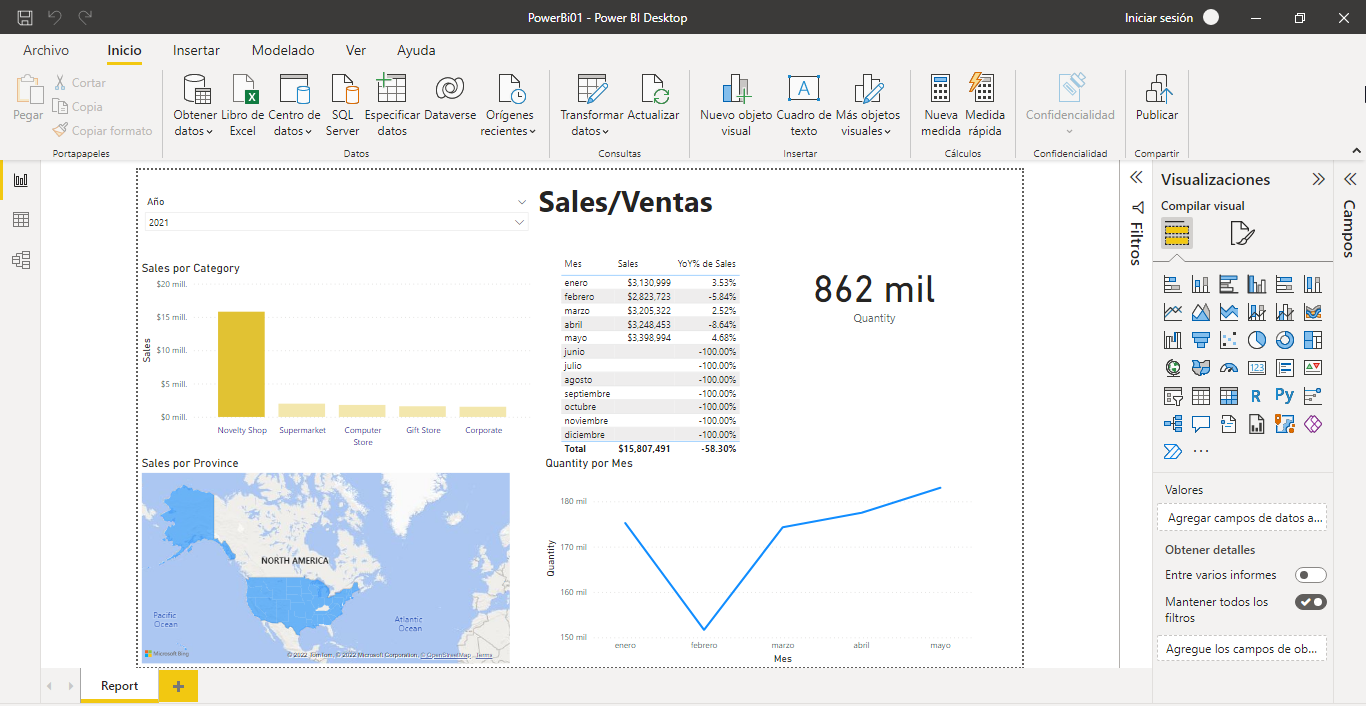 PowerBi01 - Power BI Desktop
Iniciar sesión
Archivo Inicio Insertar Modelado Ver Ayuda
Pegar
Cortar
Copia
Copiar formato
Portapapeles
Obtener datos
Libro de Excel
Centro de datos
SQL Server
Especificar datos
Dataverse
Orígenes recientes
Datos
Transformar datos
Actualizar
Consultas
Nuevo objeto visual
Cuadro de texto
Más objetos visuales
Insertar
Nueva medida
Medida rápida
Cálculos
Confidencialidad
Confidencialidad
Publicar
Compartir
Año
2021
Sales/Ventas
Sales por Category
$20 mill.
$15 mill.
$10 mill.
$5 mill.
$0 mill.
Sales
Novelty Shop
Supermarket
Computer Store
Gift Store
Corporate
Mes Sales YoY% de Sales
enero $3,130,999 3.53%
febrero $2,823,723 -5.84%
marzo $3,205,322 2.52%
abril $3,248,453 -8.64%
mayo $3,398,994 4.68%
junio -100.00%
julio -100.00%
agosto -100.00%
septiembre -100.00%
octubre -100.00%
noviembre -100.00%
diciembre -100.00%
Total $15,807,491 -58.30%
862 mil
Quantity
Sales por Province
NORTH AMERICA
Pacific Ocean
Atlantic Ocean
Microsoft Bing
© 2022 TomTom, © 2022 Microsoft Corporation, © OpenStreetMap Terms
Quantity por Mes
180 mil
170 mil
160 mil
150 mil
Quantity
enero febrero marzo abril mayo
Mes
Filtros
Visualizaciones
Compilar visual
123
R
Py
Valores
Agregar campos de datos a...
Obtener detalles
Entre varios informes
Mantener todos los filtros
Agregue los campos de ob...
Campos
Report